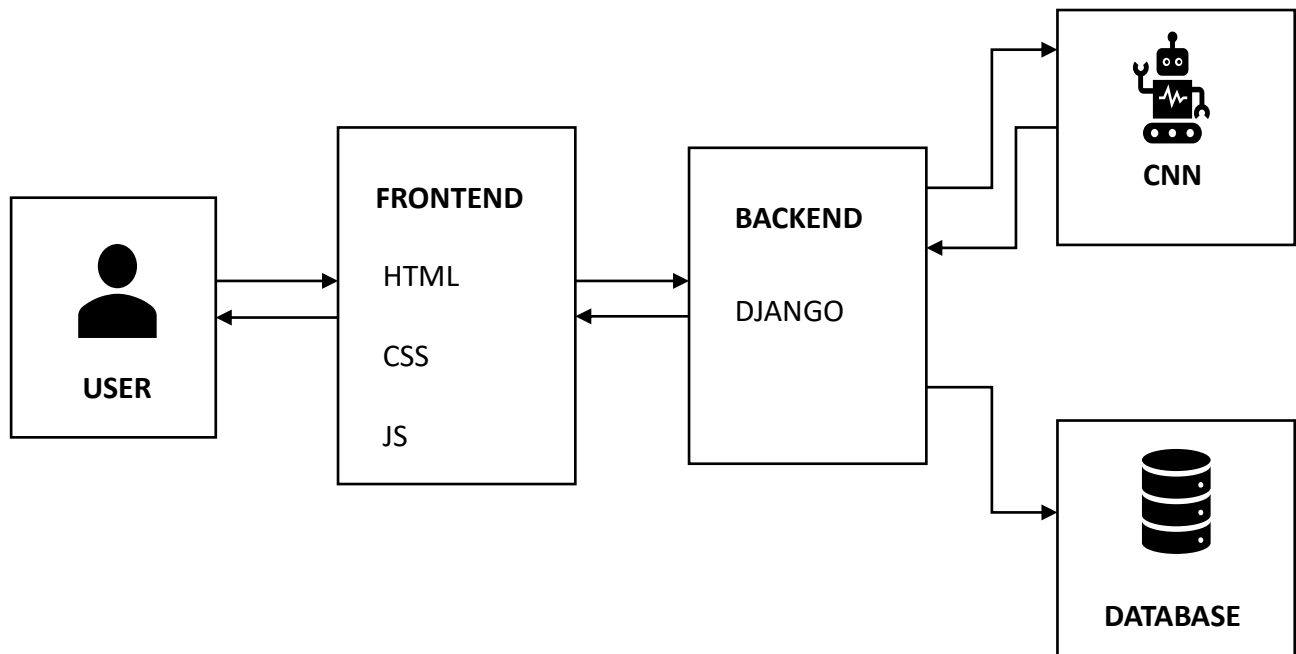 USER
FRONTEND
HTML
CSS
JS
BACKEND
DJANGO
CNN
DATABASE